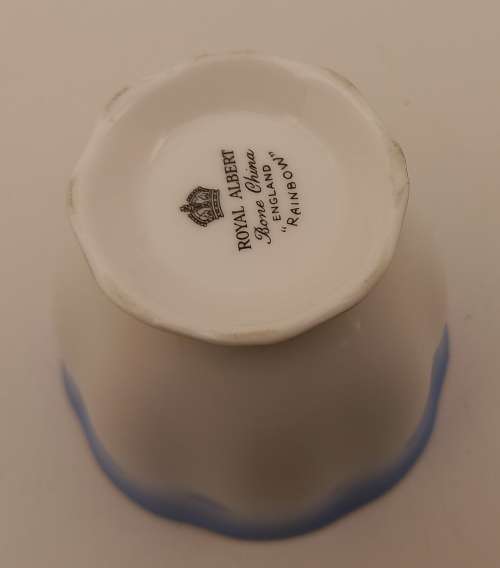 ROYAL ALBERT
Bone China
ENGLAND
"RAINBOW"